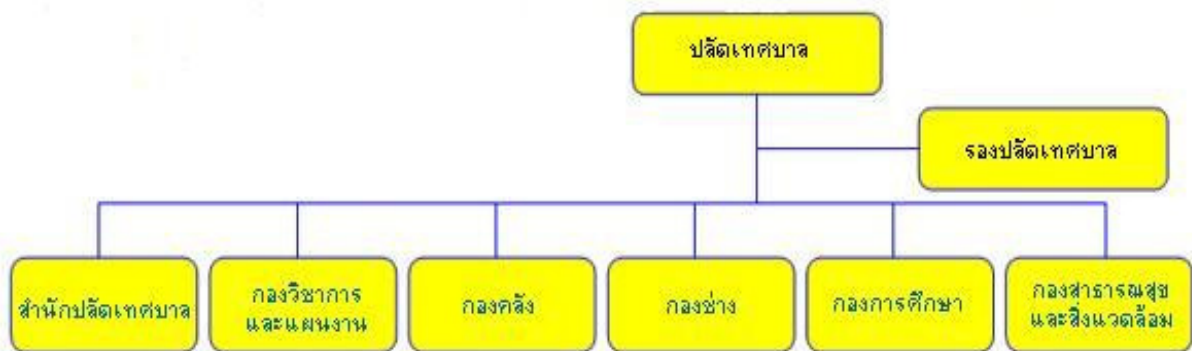 ปลัดเทศบาล
รองปลัดเทศบาล
สำนักปลัดเทศบาล
กองวิชาการ
และแผนงาน
กองคลัง
กองช่าง
กองการศึกษา
กองสาธารณสุข
และสิ่งแวดล้อม